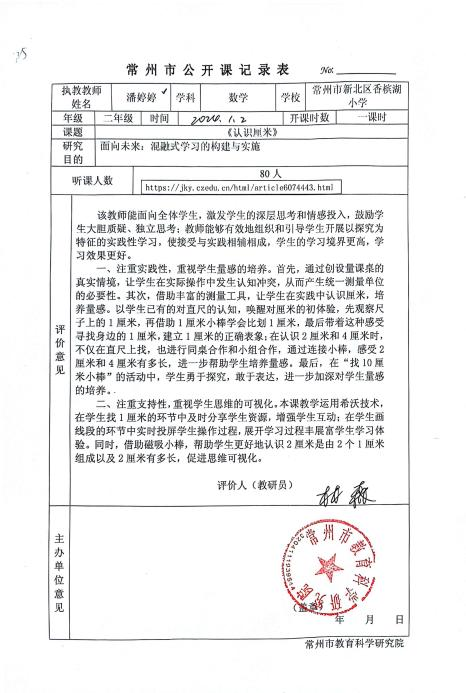 常州市公开课记录表 No:
执教教师姓名 潘婷婷 学科 数学 学校 常州市新北区香槟湖小学
年级 二年级 时间 2020.1.2 开课时数 一课时
课题 《认识厘米》
研究目的 面向未来：混融式学习的构建与实施
听课人数 80人
https://jky.czedu.cn/html/article6074443.html
评价意见
该教师能面向全体学生，激发学生的深层思考和情感投入，鼓励学
生大胆质疑、独立思考；教师能够有效地组织和引导学生开展以探究为
特征的实践性学习，使接受与实践相辅相成，学生的学习境界更高，学
习效果更好。
一、注重实践性，重视学生量感的培养。首先，通过创设量课桌的
真实情境，让学生在实际操作中发生认知冲突，从而产生统一测量单位
的必要性。其次，借助丰富的测量工具，让学生在实践中认识厘米，培
养量感。以学生已有的对直尺的认知，唤醒对厘米的初体验，先观察尺
子上的1厘米，再借助1厘米小棒学会比划1厘米，最后带着这种感受
寻找身边的1厘米，建立1厘米的正确表象；在认识2厘米和4厘米时，
不仅在直尺上找，也进行同桌合作和小组合作，通过连接小棒，感受2
厘米和4厘米有多长，进一步帮助学生培养量感。最后，在“找10厘
米小棒”的活动中，学生勇于探究，敢于表达，进一步加深对学生量感
的培养。
二、注重支持性，重视学生思维的可视化。本课教学运用希沃技术，
在学生找1厘米的环节中及时分享学生资源，增强学生互动；在学生画
线段的环节中实时投屏学生操作过程，展开学习过程丰富学生学习体
验。同时，借助磁吸小棒，帮助学生更好地认识2厘米是由2个1厘米
组成以及2厘米有多长，促进思维可视化。
评价人（教研员）
主办单位意见
常州市教育科学研究院
（盖章）
年 月 日
常州市教育科学研究院